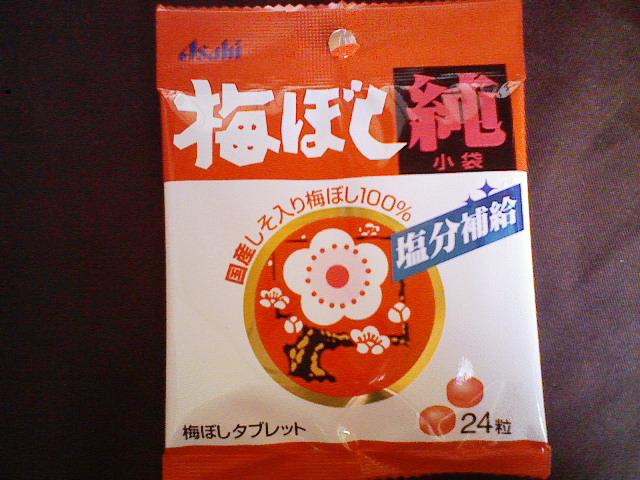 Asahi
梅ぼし純
小袋
国産しそ入り梅ぼし100%
塩分補給
梅ぼしタブレット
24粒